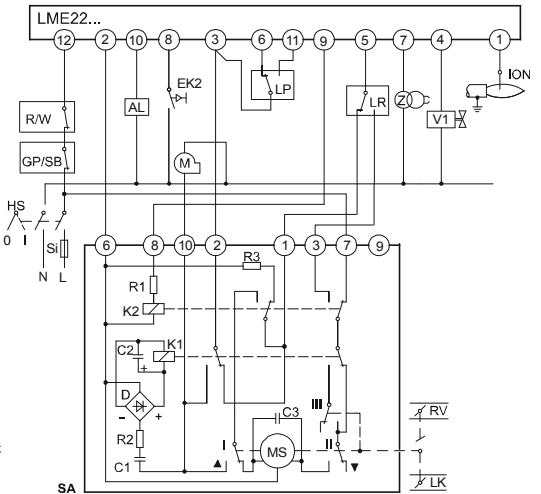 LME22...
12 2 10 8 3 6 11 9 5 7 4 1
EK2
ION
AL
LP
LR
Z
V1
R/W
M
GP/SB
HS
0 I
Si
N L
6 8 10 2 1 3 7 9
R3
R1
K2
I
K1
C2
+
D
III
- +
C3
RV
R2
I
MS
II
C1
SA
LK